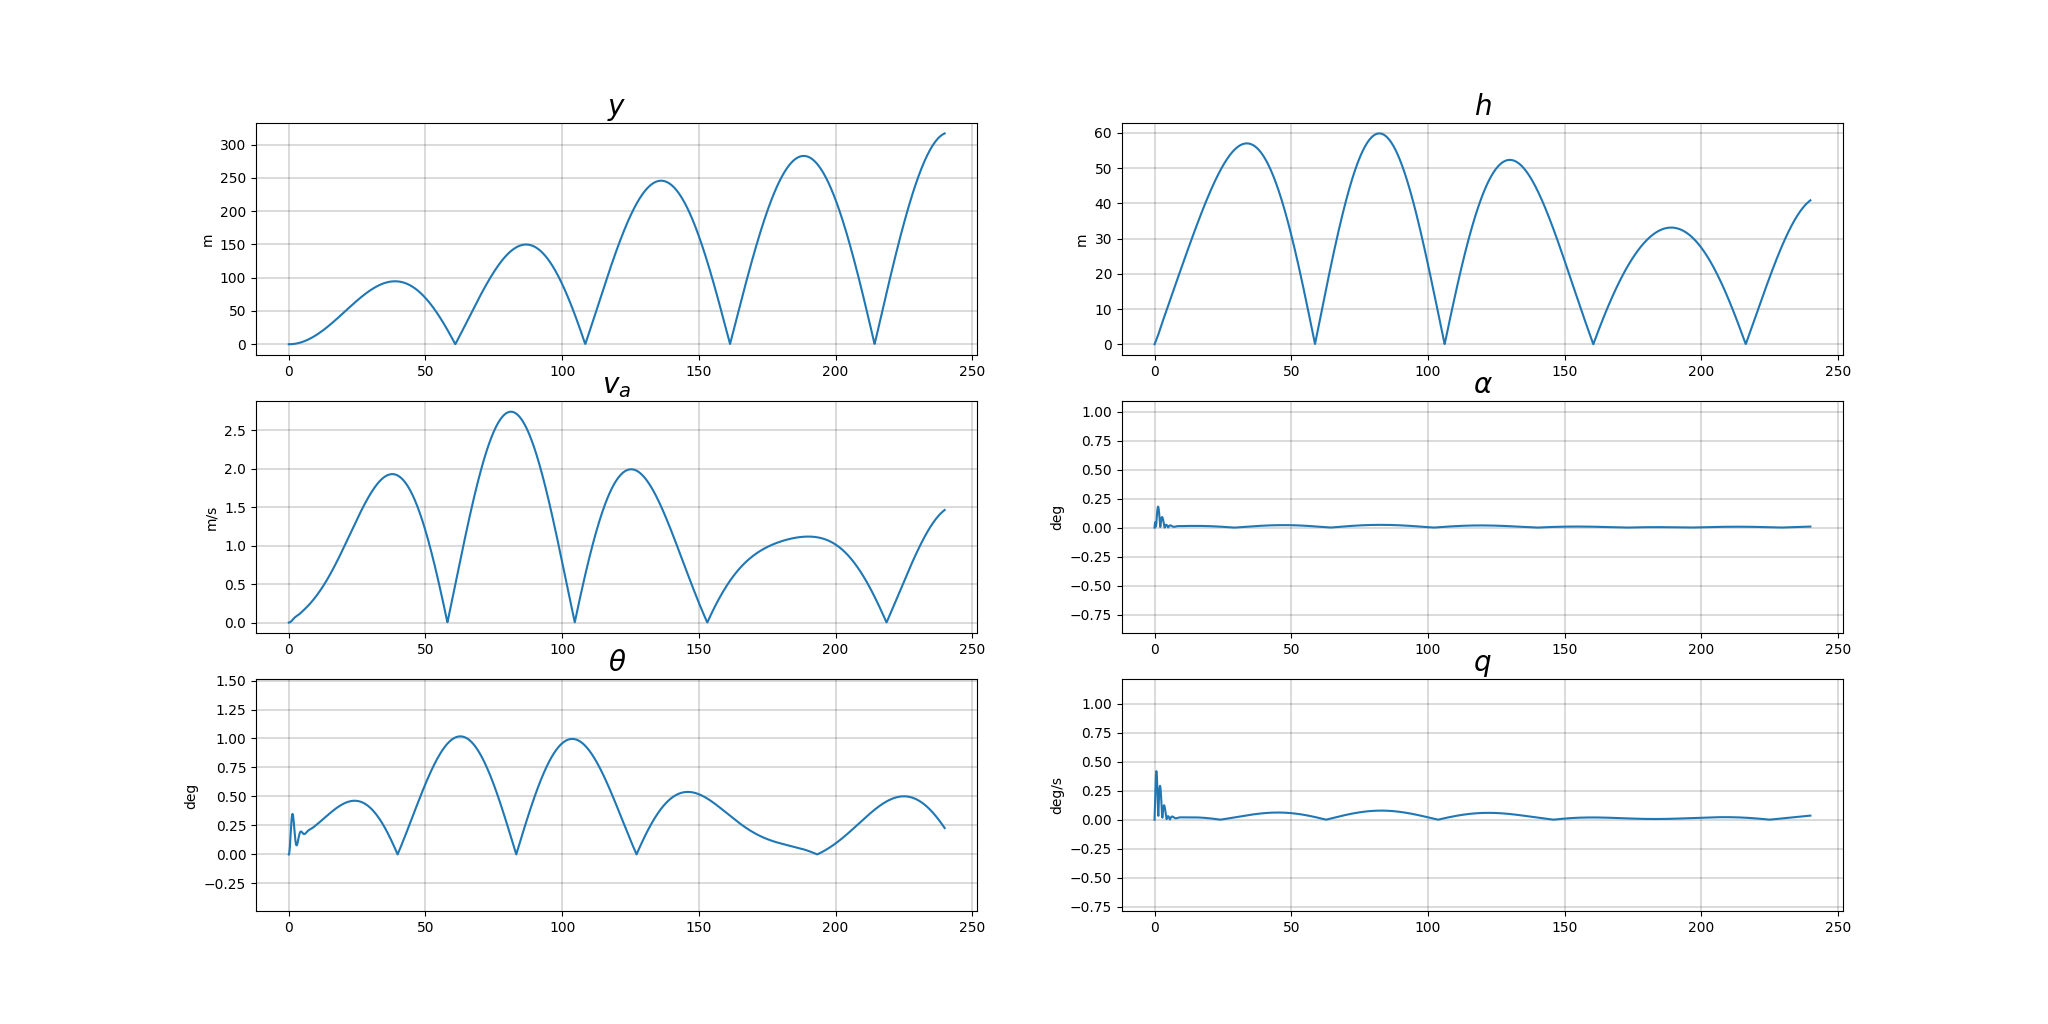 y
m
300
250
200
150
100
50
0
0 50 100 150 200 250
h
m
60
50
40
30
20
10
0
0 50 100 150 200 250
v_a
m/s
2.5
2.0
1.5
1.0
0.5
0.0
0 50 100 150 200 250
α
deg
1.00
0.75
0.50
0.25
0.00
−0.25
−0.50
−0.75
0 50 100 150 200 250
θ
deg
1.50
1.25
1.00
0.75
0.50
0.25
0.00
−0.25
0 50 100 150 200 250
q
deg/s
1.00
0.75
0.50
0.25
0.00
−0.25
−0.50
−0.75
0 50 100 150 200 250